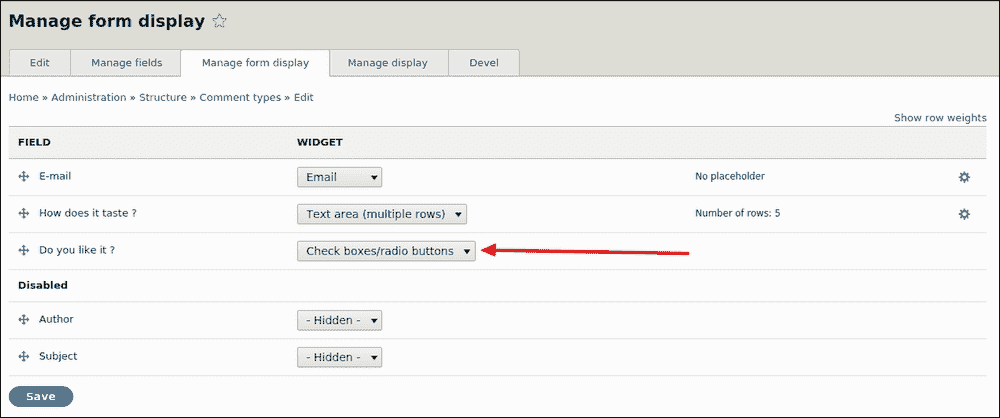 Manage form display
Edit Manage fields Manage form display Manage display Devel
Home » Administration » Structure » Comment types » Edit
Show row weights
FIELD WIDGET
E-mail Email No placeholder
How does it taste ? Text area (multiple rows) Number of rows: 5
Do you like it ? Check boxes/radio buttons
Disabled
Author - Hidden -
Subject - Hidden -
Save